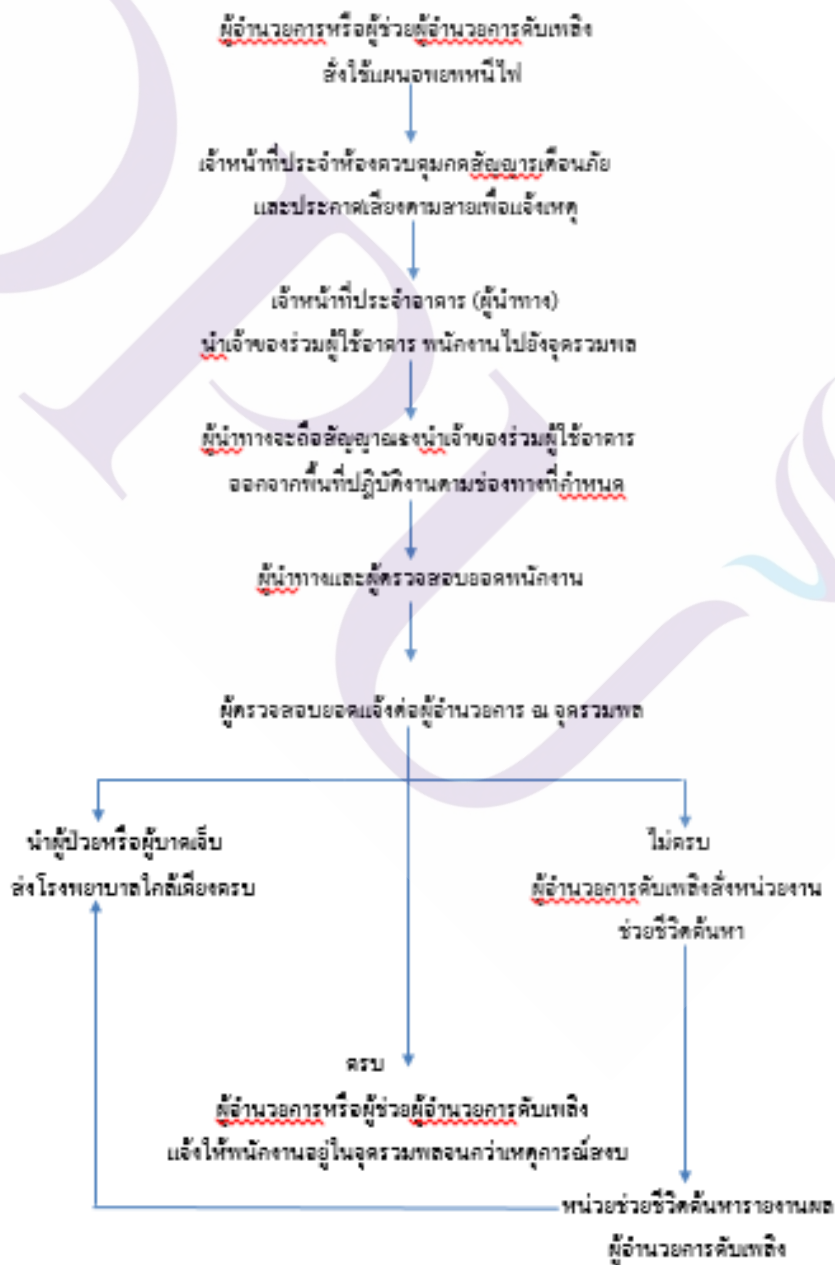 ผู้อำนวยการหรือผู้ช่วยผู้อำนวยการดับเพลิง
สั่งใช้แผนอพยพหนีไฟ
เจ้าหน้าที่ประจำห้องควบคุมกดสัญญารเตือนภัย
และประกาศเสียงตามสายเพื่อแจ้งเหตุ
เจ้าหน้าที่ประจำอาคาร (ผู้นำทาง)
นำเจ้าของร่วมผู้ใช้อาคาร พนักงานไปยังจุดรวมพล
ผู้นำทางจะถือสัญญาณธงนำเจ้าของร่วมผู้ใช้อาคาร
ออกจากพื้นที่ปฏิบัติงานตามช่องทางที่กำหนด
ผู้นำทางและผู้ตรวจสอบยอดพนักงาน
ผู้ตรวจสอบยอดแจ้งต่อผู้อำนวยการ ณ จุดรวมพล
นำผู้ป่วยหรือผู้บาดเจ็บ
ส่งโรงพยาบาลใกล้เคียงครบ
ไม่ครบ
ผู้อำนวยการดับเพลิงสั่งหน่วยงาน
ช่วยชีวิตค้นหา
ครบ
ผู้อำนวยการหรือผู้ช่วยผู้อำนวยการดับเพลิง
แจ้งให้พนักงานอยู่ในจุดรวมพลจนกว่าเหตุการณ์สงบ
หน่วยช่วยชีวิตค้นหารายงานผล
ผู้อำนวยการดับเพลิง
DPU